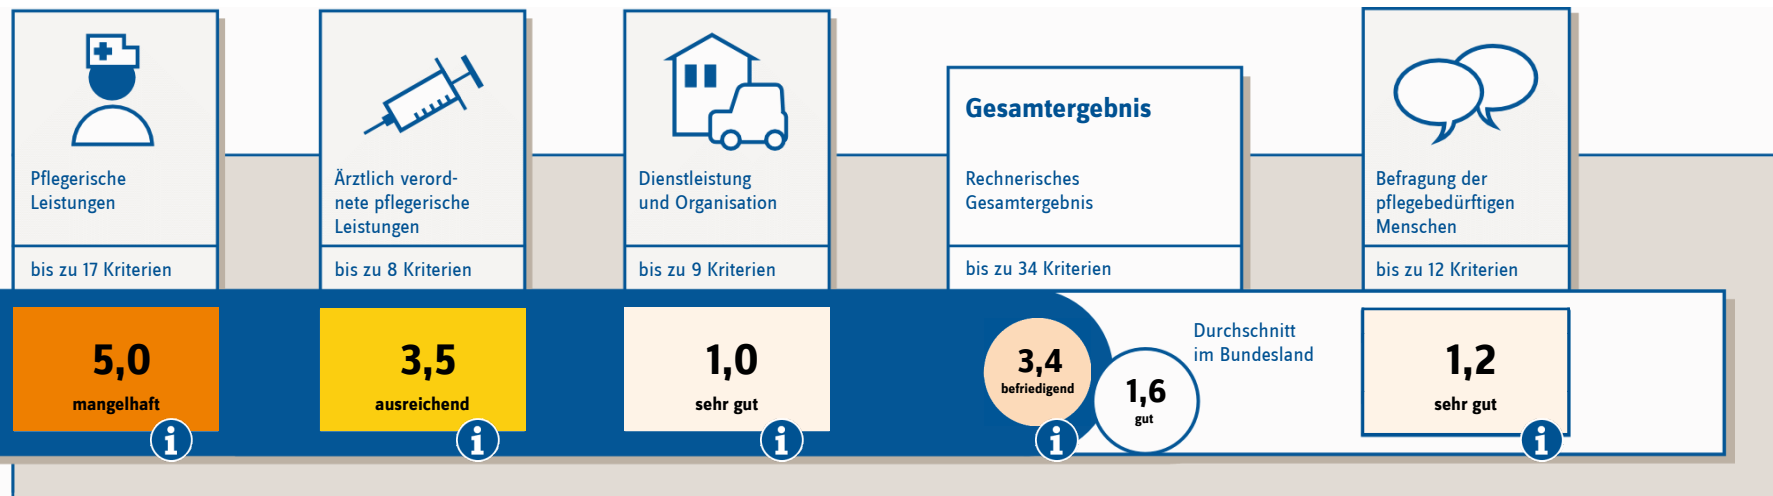 Pflegerische
Leistungen
bis zu 17 Kriterien
5,0
mangelhaft
i
Ärztlich verord-
nete pflegerische
Leistungen
bis zu 8 Kriterien
3,5
ausreichend
i
Dienstleistung
und Organisation
bis zu 9 Kriterien
1,0
sehr gut
i
Gesamtergebnis
Rechnerisches
Gesamtergebnis
bis zu 34 Kriterien
3,4
befriedigend
i
1,6
gut
Durchschnitt
im Bundesland
Befragung der
pflegebedürftigen
Menschen
bis zu 12 Kriterien
1,2
sehr gut
i